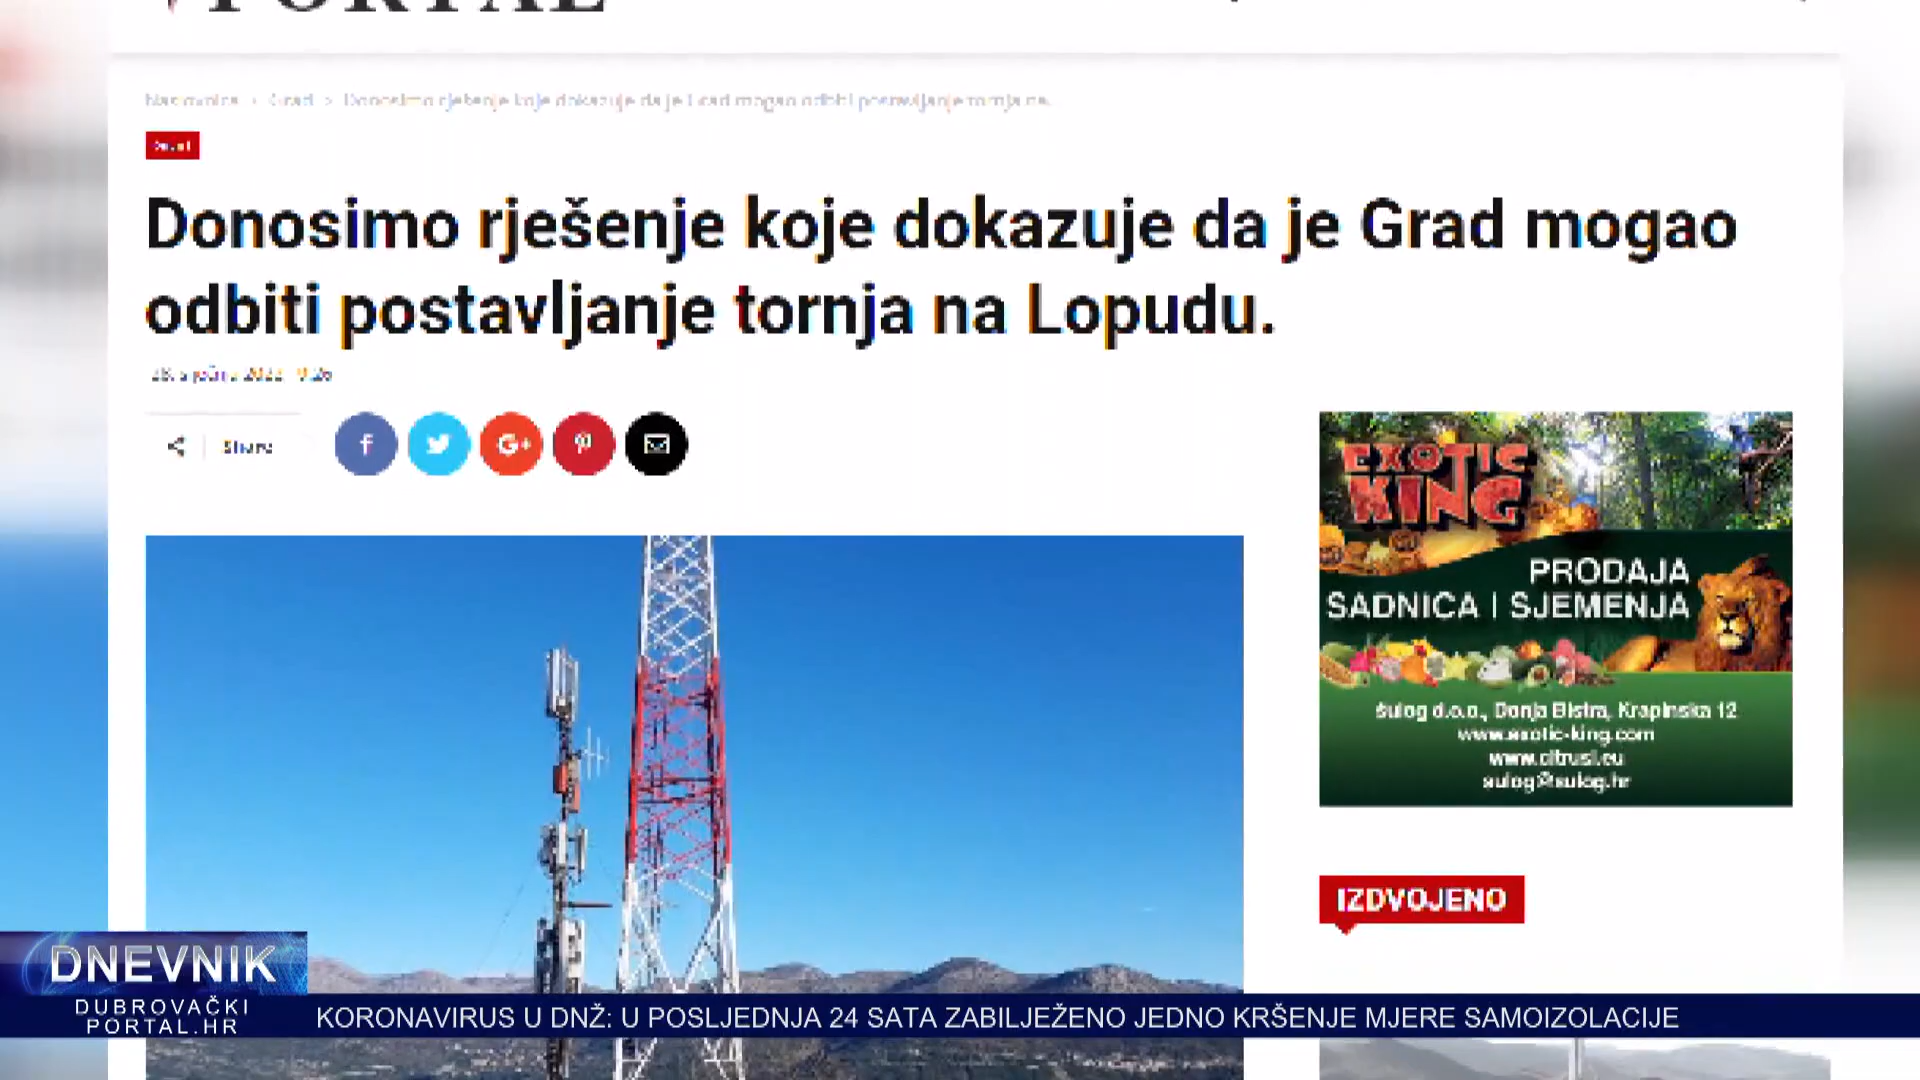 PORTAL
Donosimo rješenje koje dokazuje da je Grad mogao
odbiti postavljanje tornja na Lopudu.
Share
EXOTIC
KING
PRODAJA
SADNICA I SJEMENJA
šulog d.o.o., Donja Bistra, Krapinska 12
www.exotic-king.com
www.citrusi.eu
sulog@sulog.hr
IZDVOJENO
DNEVNIK
DUBROVAČKI
PORTAL.HR
KORONAVIRUS U DNŽ: U POSLJEDNJA 24 SATA ZABILJEŽENO JEDNO KRŠENJE MJERE SAMOIZOLACIJE